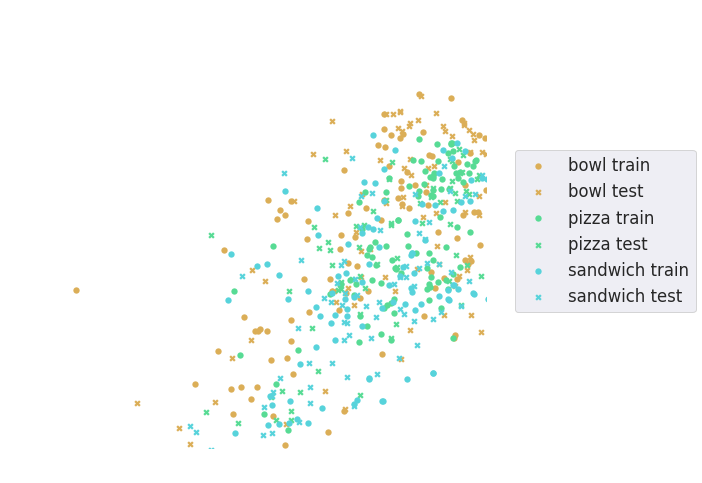 bowl train
bowl test
pizza train
pizza test
sandwich train
sandwich test